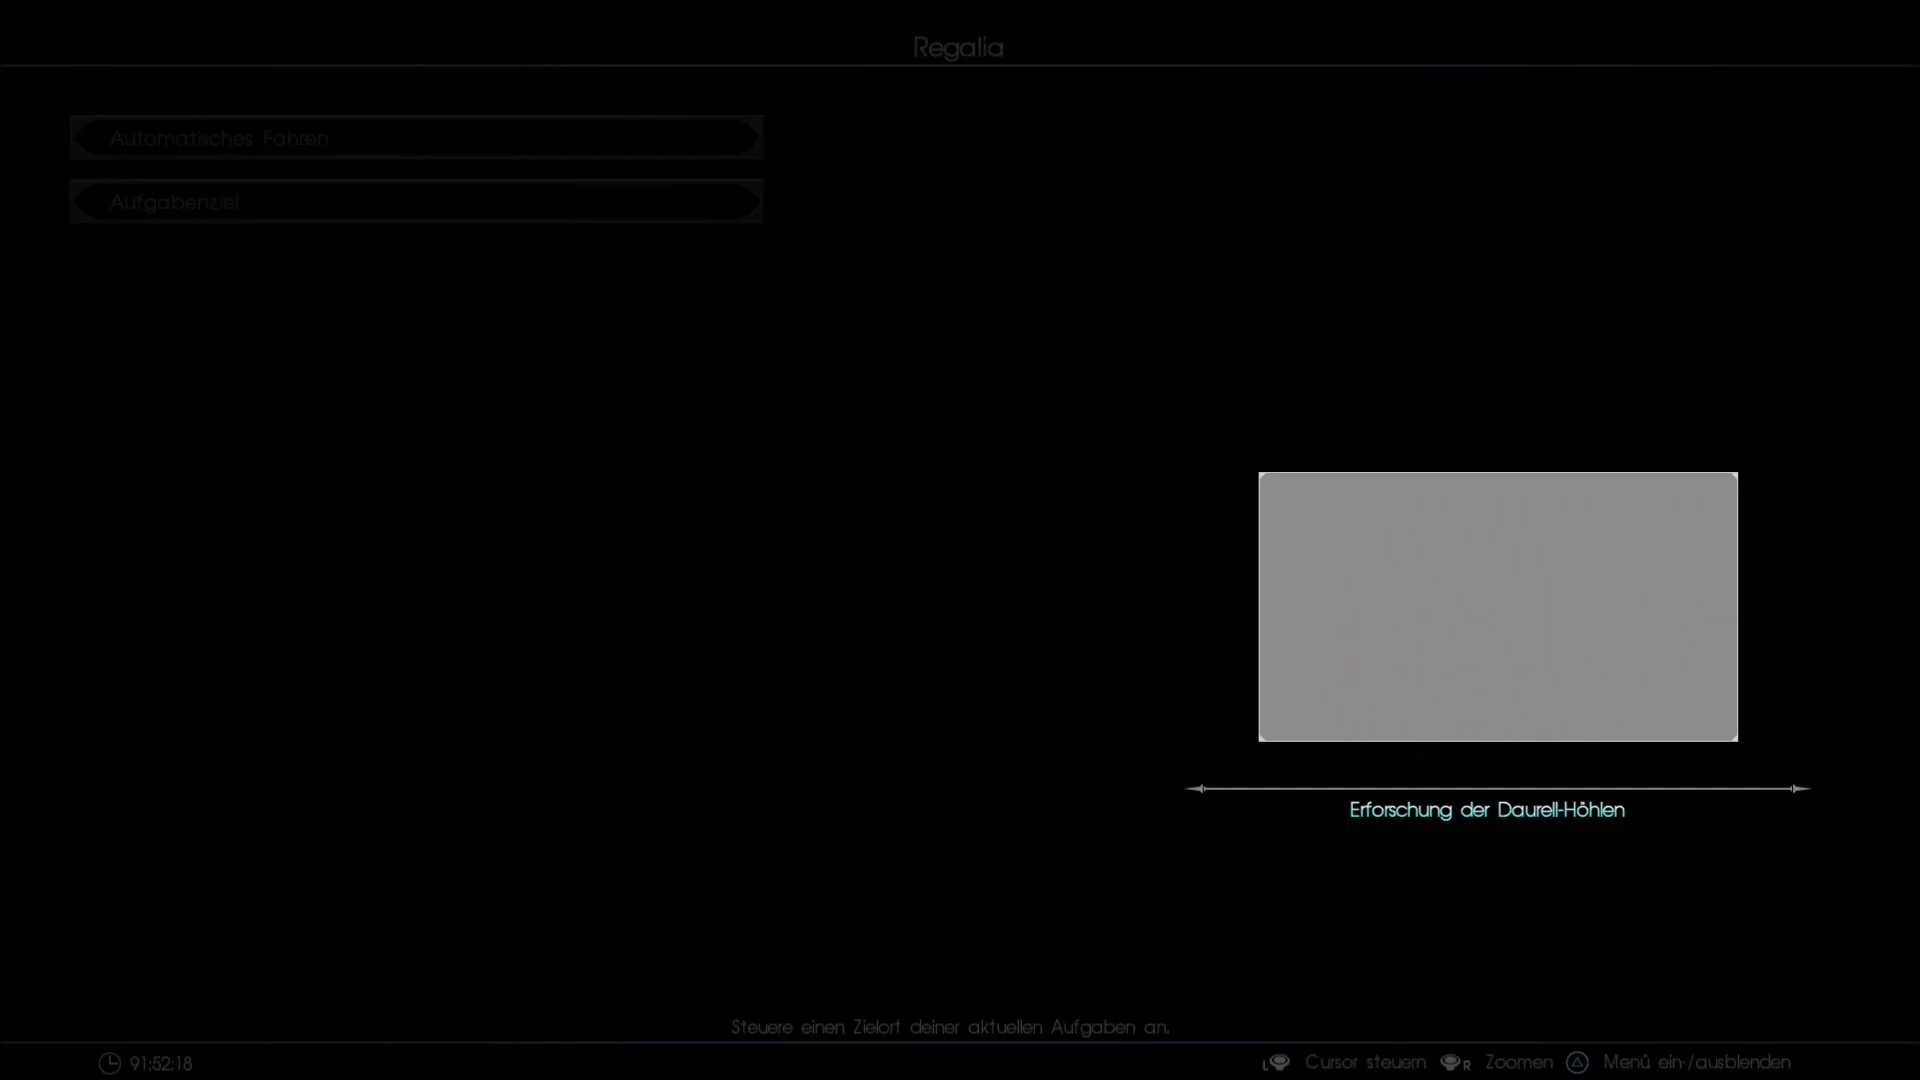 Regalia
Automatisches Fahren
Aufgabenziel
Erforschung der Daurell-Höhlen
Steuere einen Zielort deiner aktuellen Aufgaben an.
91:52:18
L Cursor steuern R Zoomen Menü ein-/ausblenden